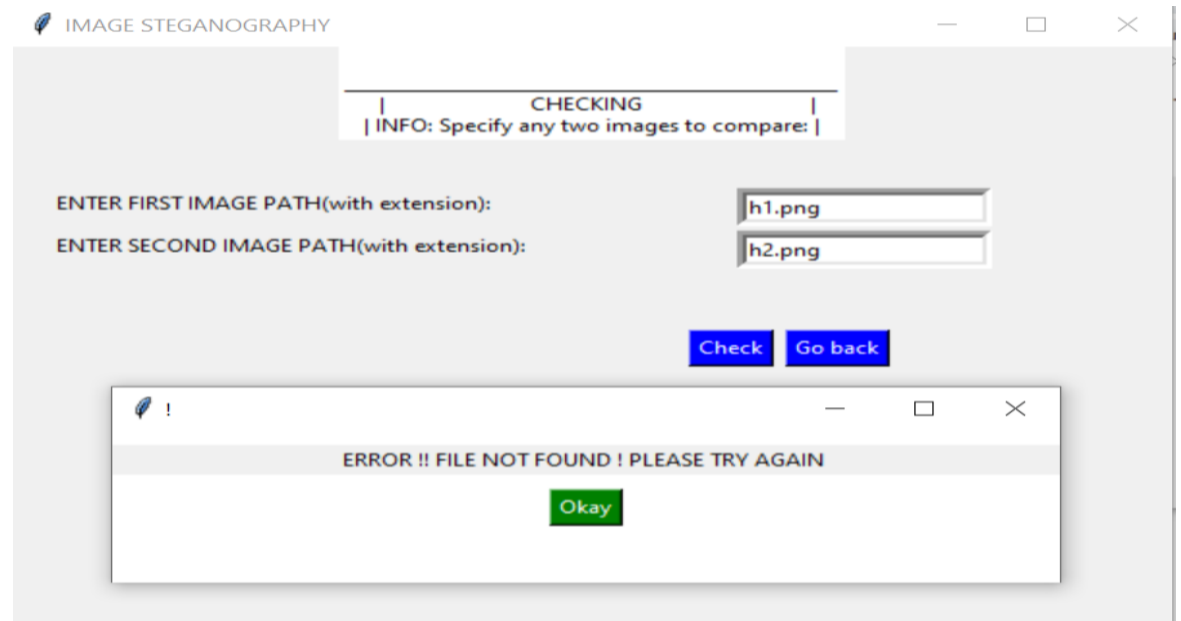 IMAGE STEGANOGRAPHY
| CHECKING |
| INFO: Specify any two images to compare: |
ENTER FIRST IMAGE PATH(with extension): h1.png
ENTER SECOND IMAGE PATH(with extension): h2.png
Check Go back
!
ERROR !! FILE NOT FOUND ! PLEASE TRY AGAIN
Okay